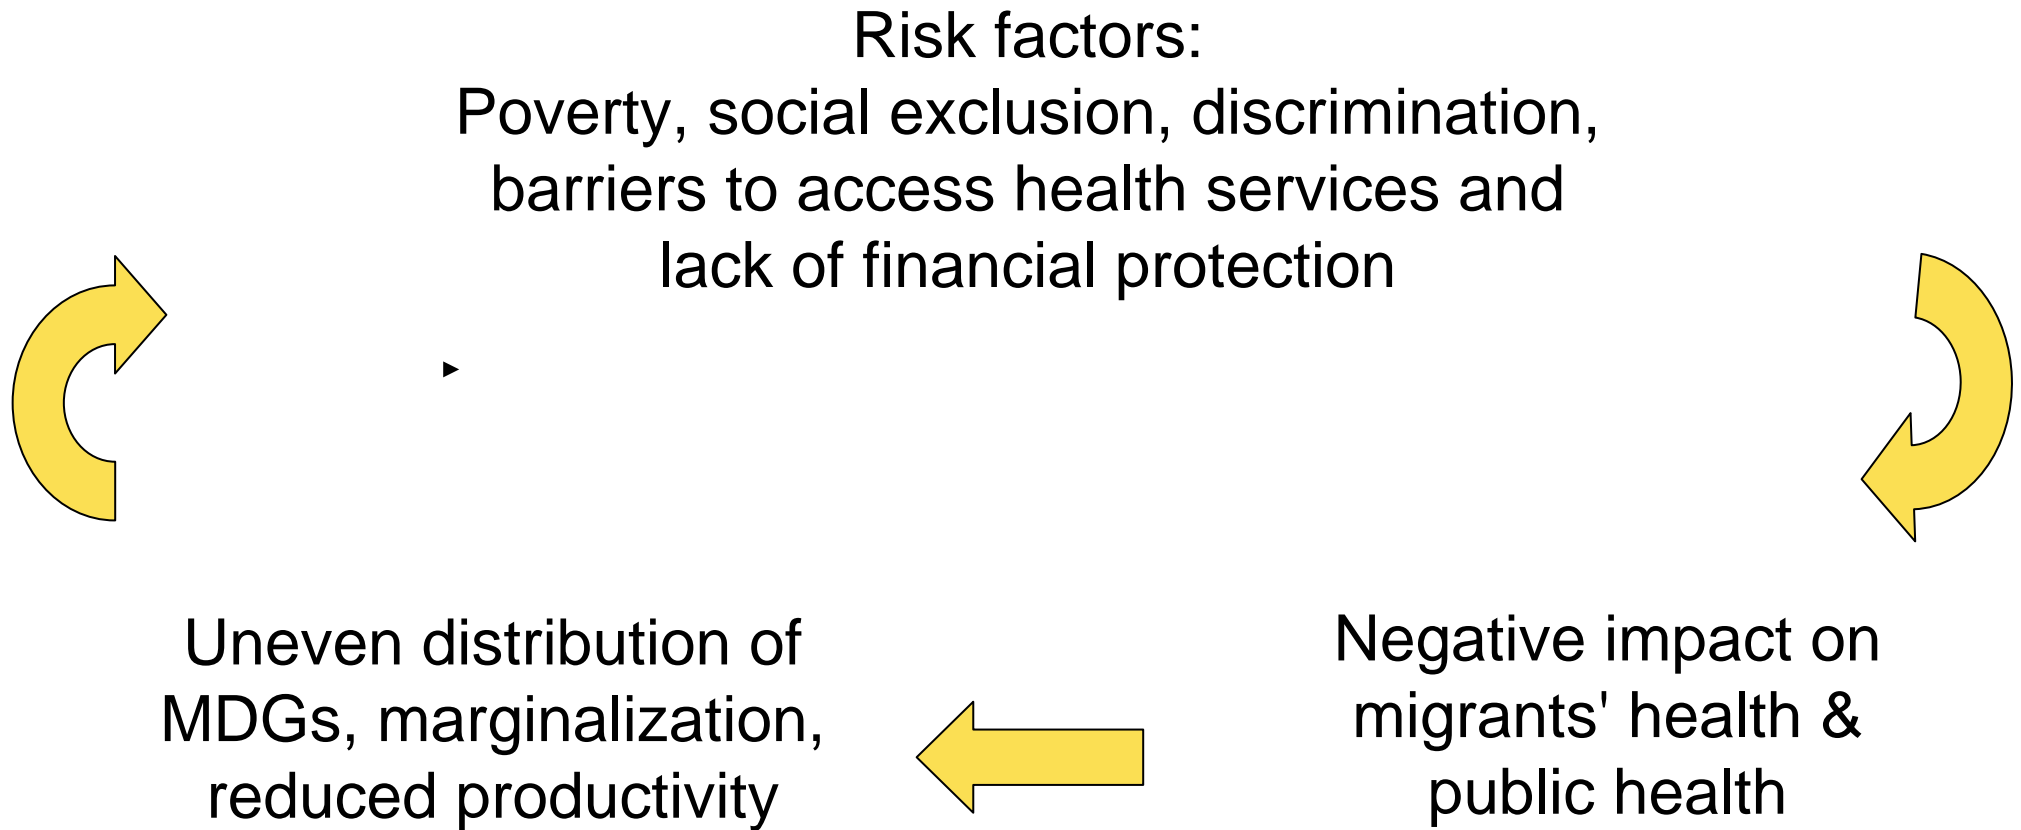 Risk factors:
Poverty, social exclusion, discrimination,
barriers to access health services and
lack of financial protection
Uneven distribution of
MDGs, marginalization,
reduced productivity
Negative impact on
migrants' health &
public health